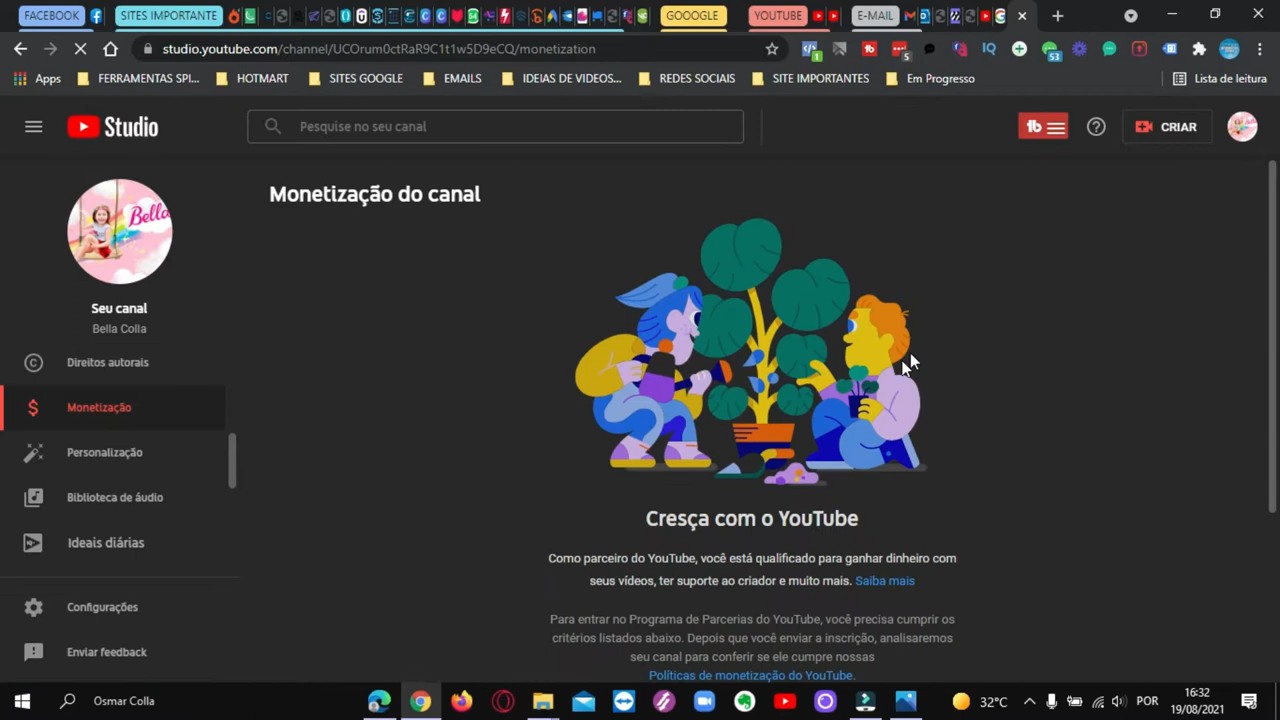 FACEBOOK
SITES IMPORTANTE
GOOOGLE
YOUTUBE
E-MAIL
studio.youtube.com/channel/UCOrum0ctRaR9C1t1w5D9eCQ/monetization
1
5
53
Apps
FERRAMENTAS SPI...
HOTMART
SITES GOOGLE
EMAILS
IDEIAS DE VIDEOS...
REDES SOCIAIS
SITE IMPORTANTES
Em Progresso
Lista de leitura
Studio
Pesquise no seu canal
CRIAR
Bella
Seu canal
Bella Colla
Direitos autorais
Monetização
Personalização
Biblioteca de áudio
Ideais diárias
Configurações
Enviar feedback
Monetização do canal
Cresça com o YouTube
Como parceiro do YouTube, você está qualificado para ganhar dinheiro com
seus vídeos, ter suporte ao criador e muito mais. Saiba mais
Para entrar no Programa de Parcerias do YouTube, você precisa cumprir os
critérios listados abaixo. Depois que você enviar a inscrição, analisaremos
seu canal para conferir se ele cumpre nossas
Políticas de monetização do YouTube.
Osmar Colla
32°C
POR
16:32
19/08/2021